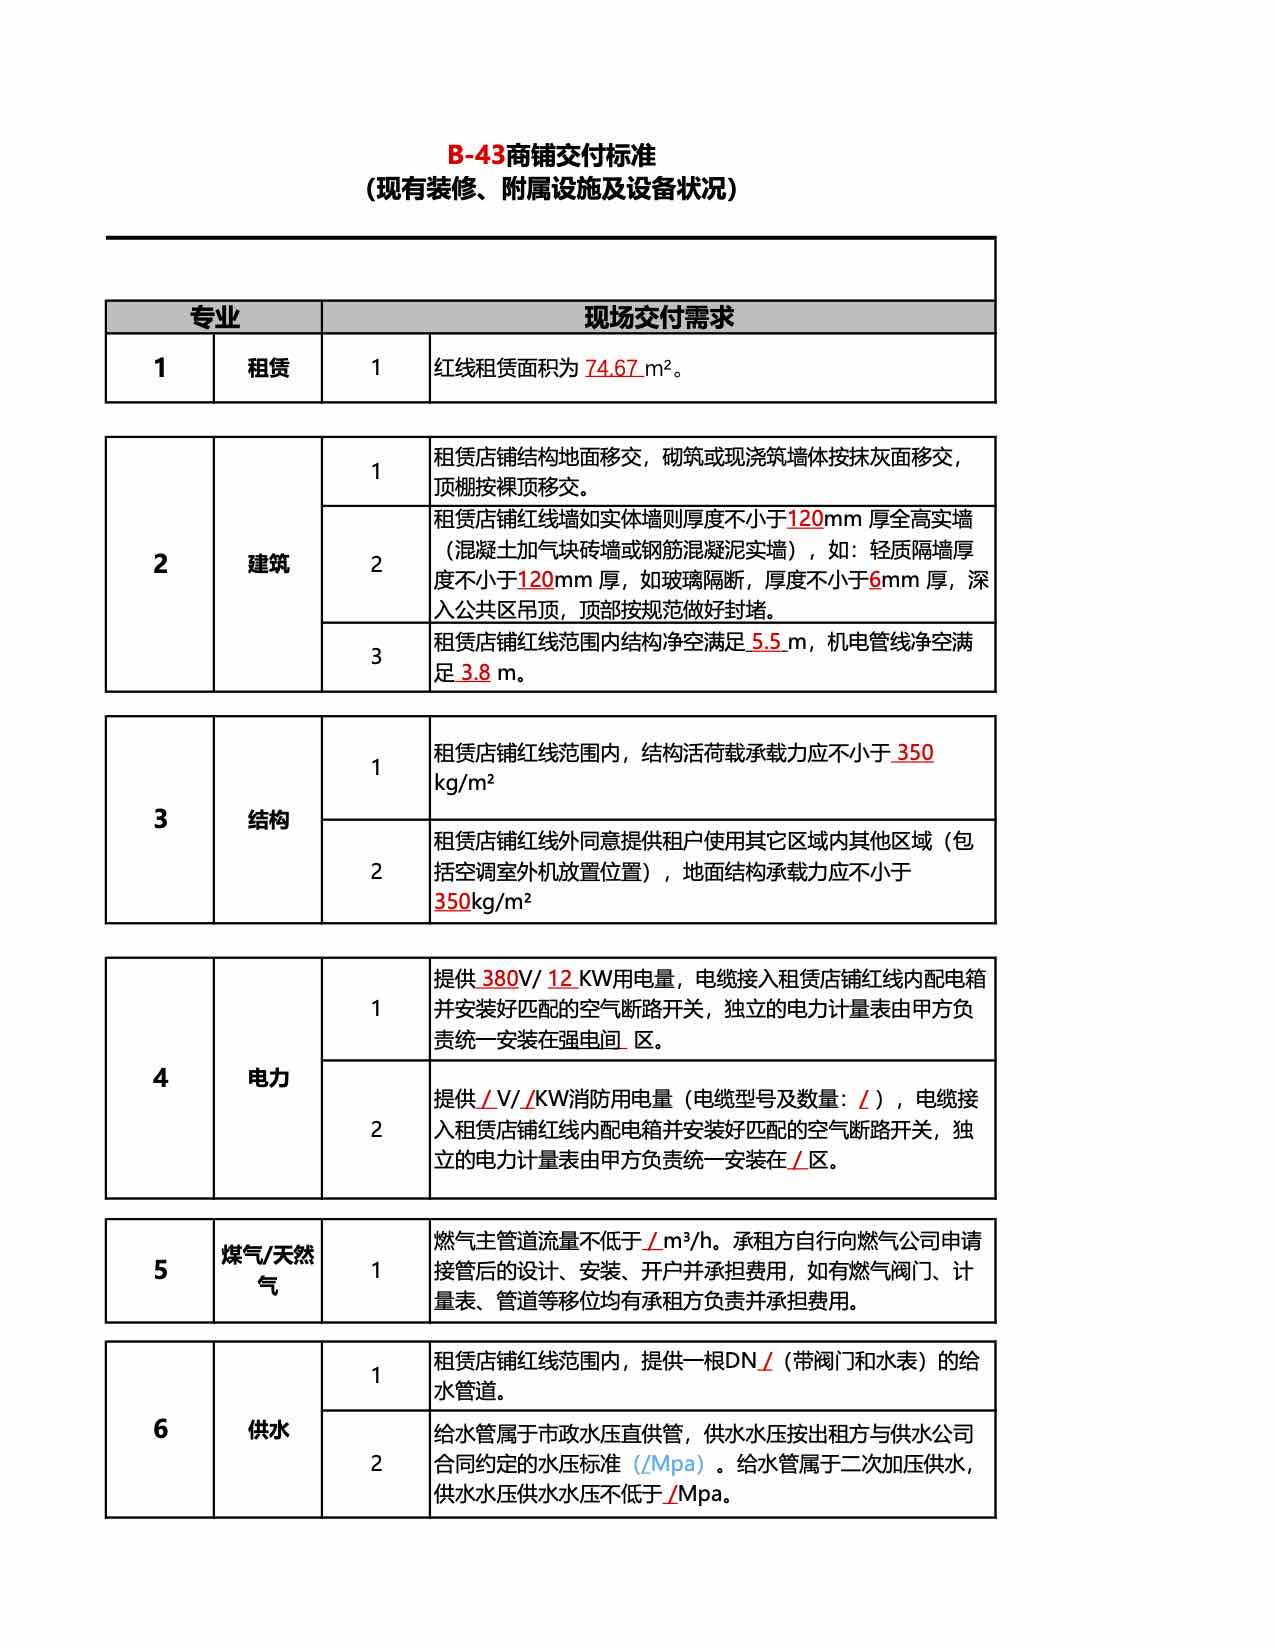 B-43商铺交付标准
（现有装修、附属设施及设备状况）
专业
现场交付需求
1
租赁
1
红线租赁面积为 74.67 m²。
2
建筑
1
租赁店铺结构地面移交，砌筑或现浇筑墙体按抹灰面移交，
顶棚按裸顶移交。
2
租赁店铺红线墙如实体墙则厚度不小于120mm 厚全高实墙
（混凝土加气块砖墙或钢筋混凝泥实墙），如：轻质隔墙厚
度不小于120mm 厚，如玻璃隔断，厚度不小于6mm 厚，深
入公共区吊顶，顶部按规范做好封堵。
3
租赁店铺红线范围内结构净空满足 5.5 m，机电管线净空满
足 3.8 m。
3
结构
1
租赁店铺红线范围内，结构活荷载承载力应不小于 350
kg/m²
2
租赁店铺红线外同意提供租户使用其它区域内其他区域（包
括空调室外机放置位置），地面结构承载力应不小于
350kg/m²
4
电力
1
提供 380V/ 12 KW用电量，电缆接入租赁店铺红线内配电箱
并安装好匹配的空气断路开关，独立的电力计量表由甲方负
责统一安装在强电间 区。
2
提供 / V/ /KW消防用电量（电缆型号及数量：/ ），电缆接
入租赁店铺红线内配电箱并安装好匹配的空气断路开关，独
立的电力计量表由甲方负责统一安装在 / 区。
5
煤气/天然
气
1
燃气主管道流量不低于 / m³/h。承租方自行向燃气公司申请
接管后的设计、安装、开户并承担费用，如有燃气阀门、计
量表、管道等移位均有承租方负责并承担费用。
6
供水
1
租赁店铺红线范围内，提供一根DN /（带阀门和水表）的给
水管道。
2
给水管属于市政水压直供管，供水水压按出租方与供水公司
合同约定的水压标准（/Mpa）。给水管属于二次加压供水，
供水水压供水水压不低于 /Mpa。